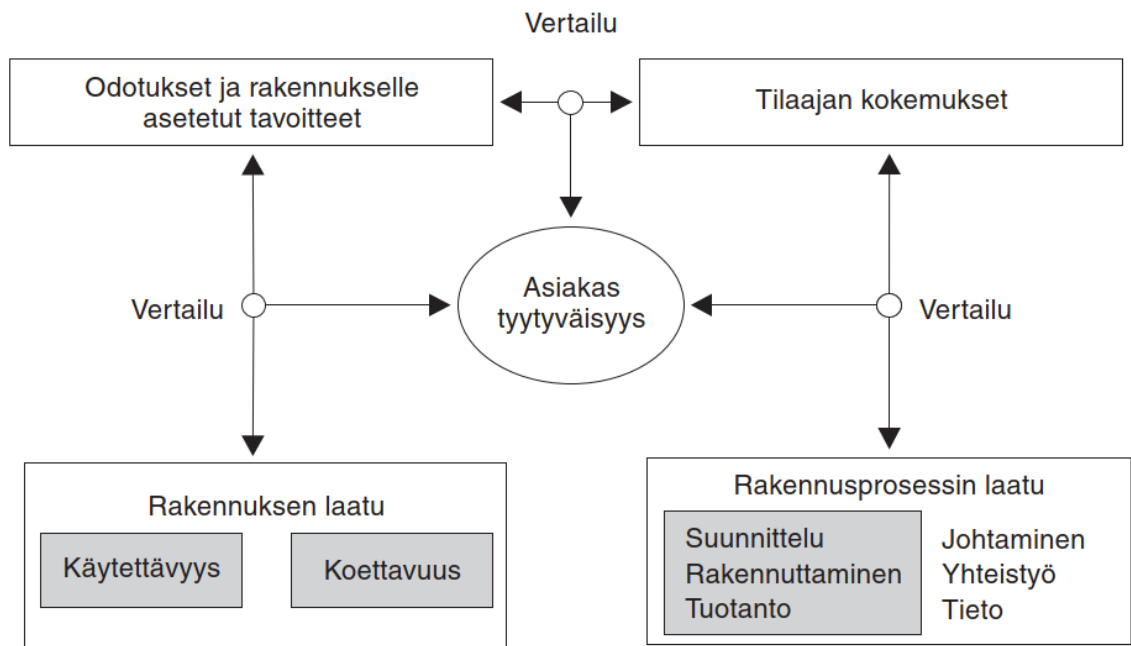 Vertailu
Odotukset ja rakennukselle
asetetut tavoitteet
Tilaajan kokemukset
Asiakas
tyytyväisyys
Vertailu
Vertailu
Rakennuksen laatu
Käytettävyys
Koettavuus
Rakennusprosessin laatu
Suunnittelu
Rakennuttaminen
Tuotanto
Johtaminen
Yhteistyö
Tieto